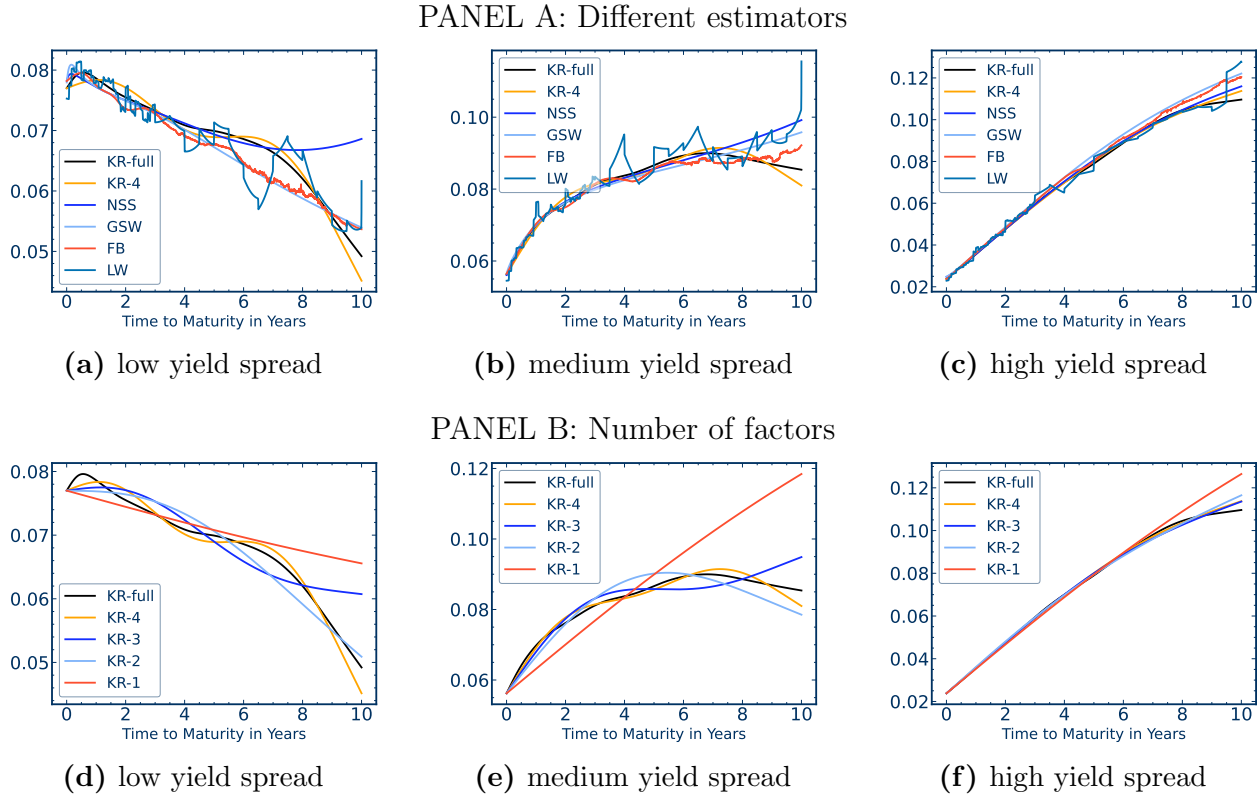 PANEL A: Different estimators
0.08
0.07
0.06
0.05
KR-full
KR-4
NSS
GSW
FB
LW
0 2 4 6 8 10
Time to Maturity in Years
(a) low yield spread
0.10
0.08
0.06
KR-full
KR-4
NSS
GSW
FB
LW
0 2 4 6 8 10
Time to Maturity in Years
(b) medium yield spread
0.12
0.10
0.08
0.06
0.04
0.02
KR-full
KR-4
NSS
GSW
FB
LW
0 2 4 6 8 10
Time to Maturity in Years
(c) high yield spread
PANEL B: Number of factors
0.08
0.07
0.06
0.05
KR-full
KR-4
KR-3
KR-2
KR-1
0 2 4 6 8 10
Time to Maturity in Years
(d) low yield spread
0.12
0.10
0.08
0.06
KR-full
KR-4
KR-3
KR-2
KR-1
0 2 4 6 8 10
Time to Maturity in Years
(e) medium yield spread
0.12
0.10
0.08
0.06
0.04
0.02
KR-full
KR-4
KR-3
KR-2
KR-1
0 2 4 6 8 10
Time to Maturity in Years
(f) high yield spread